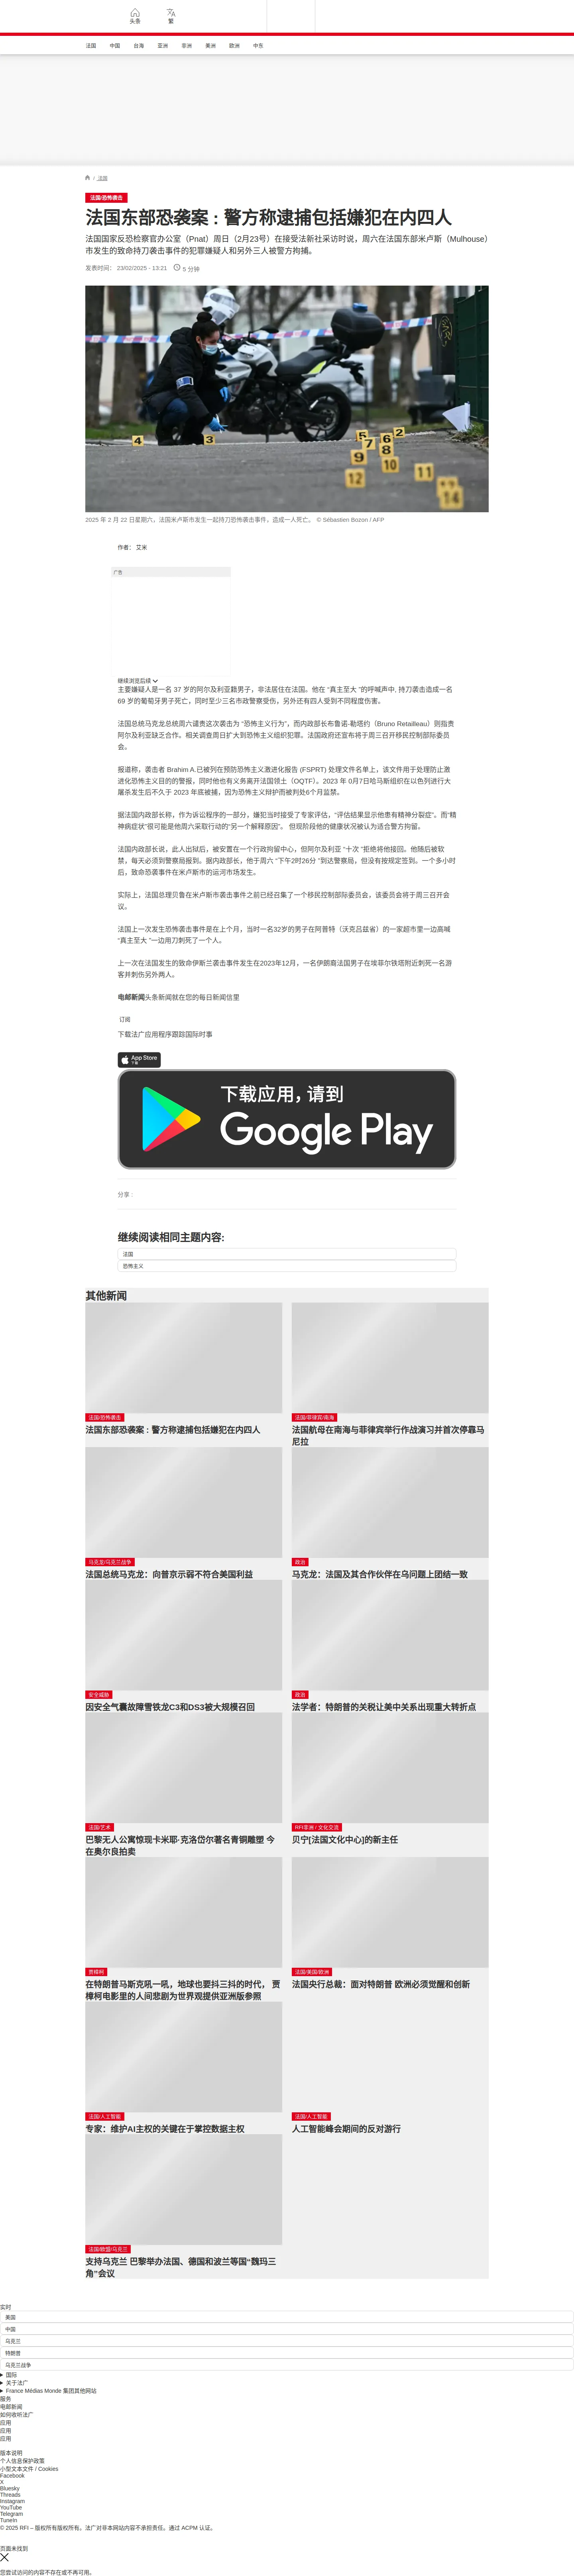 头条
繁
法国
中国
台海
亚洲
非洲
美洲
欧洲
中东
/ 法国
法国/恐怖袭击
法国东部恐袭案 : 警方称逮捕包括嫌犯在内四人
法国国家反恐检察官办公室（Pnat）周日（2月23号）在接受法新社采访时说，周六在法国东部米卢斯（Mulhouse）
市发生的致命持刀袭击事件的犯罪嫌疑人和另外三人被警方拘捕。
发表时间： 23/02/2025 - 13:21
5 分钟
4
3
5
7
6
2
8
9
10
12
11
14
2025 年 2 月 22 日星期六，法国米卢斯市发生一起持刀恐怖袭击事件，造成一人死亡。 © Sébastien Bozon / AFP
作者： 艾米
广告
继续浏览后续
主要嫌疑人是一名 37 岁的阿尔及利亚籍男子，非法居住在法国。他在 “真主至大 ”的呼喊声中, 持刀袭击造成一名
69 岁的葡萄牙男子死亡，同时至少三名市政警察受伤，另外还有四人受到不同程度伤害。
法国总统马克龙总统周六谴责这次袭击为 “恐怖主义行为”，而内政部长布鲁诺-勒塔约（Bruno Retailleau）则指责
阿尔及利亚缺乏合作。相关调查周日扩大到恐怖主义组织犯罪。法国政府还宣布将于周三召开移民控制部际委员
会。
报道称，袭击者 Brahim A.已被列在预防恐怖主义激进化报告 (FSPRT) 处理文件名单上，该文件用于处理防止激
进化恐怖主义目的的警报，同时他也有义务离开法国领土（OQTF）。2023 年 0月7日哈马斯组织在以色列进行大
屠杀发生后不久于 2023 年底被捕，因为恐怖主义辩护而被判处6个月监禁。
据法国内政部长称，作为诉讼程序的一部分，嫌犯当时接受了专家评估，“评估结果显示他患有精神分裂症”。而“精
神病症状”很可能是他周六采取行动的“另一个解释原因”。 但现阶段他的健康状况被认为适合警方拘留。
法国内政部长说，此人出狱后，被安置在一个行政拘留中心，但阿尔及利亚 “十次 ”拒绝将他接回。他随后被软
禁，每天必须到警察局报到。据内政部长，他于周六 “下午2时26分 ”到达警察局，但没有按规定签到。一个多小时
后，致命恐袭事件在米卢斯市的运河市场发生。
实际上，法国总理贝鲁在米卢斯市袭击事件之前已经召集了一个移民控制部际委员会，该委员会将于周三召开会
议。
法国上一次发生恐怖袭击事件是在上个月，当时一名32岁的男子在阿普特（沃克吕兹省）的一家超市里一边高喊
“真主至大 ”一边用刀刺死了一个人。
上一次在法国发生的致命伊斯兰袭击事件发生在2023年12月，一名伊朗裔法国男子在埃菲尔铁塔附近刺死一名游
客并刺伤另外两人。
电邮新闻头条新闻就在您的每日新闻信里
订阅
下载法广应用程序跟踪国际时事
App Store
下载
下载应用，请到
Google Play
分享 :
继续阅读相同主题内容:
法国
恐怖主义
其他新闻
法国/恐怖袭击
法国东部恐袭案 : 警方称逮捕包括嫌犯在内四人
法国/菲律宾/南海
法国航母在南海与菲律宾举行作战演习并首次停靠马
尼拉
马克龙/乌克兰战争
法国总统马克龙：向普京示弱不符合美国利益
政治
马克龙：法国及其合作伙伴在乌问题上团结一致
安全威胁
因安全气囊故障雪铁龙C3和DS3被大规模召回
政治
法学者：特朗普的关税让美中关系出现重大转折点
法国/艺术
巴黎无人公寓惊现卡米耶·克洛岱尔著名青铜雕塑 今
在奥尔良拍卖
RFI非洲 / 文化交流
贝宁[法国文化中心]的新主任
贾樟柯
在特朗普马斯克吼一吼，地球也要抖三抖的时代， 贾
樟柯电影里的人间悲剧为世界观提供亚洲版参照
法国/美国/欧洲
法国央行总裁：面对特朗普 欧洲必须觉醒和创新
法国/人工智能
专家：维护AI主权的关键在于掌控数据主权
法国/人工智能
人工智能峰会期间的反对游行
法国/欧盟/乌克兰
支持乌克兰 巴黎举办法国、德国和波兰等国“魏玛三
角”会议
实时
美国
中国
乌克兰
特朗普
乌克兰战争
国际
关于法广
France Médias Monde 集团其他网站
服务
电邮新闻
如何收听法广
应用
应用
应用
版本说明
个人信息保护政策
小型文本文件 / Cookies
Facebook
X
Bluesky
Threads
Instagram
YouTube
Telegram
TuneIn
© 2025 RFI – 版权所有版权所有。法广对非本网站内容不承担责任。通过 ACPM 认证。
页面未找到
您尝试访问的内容不存在或不再可用。